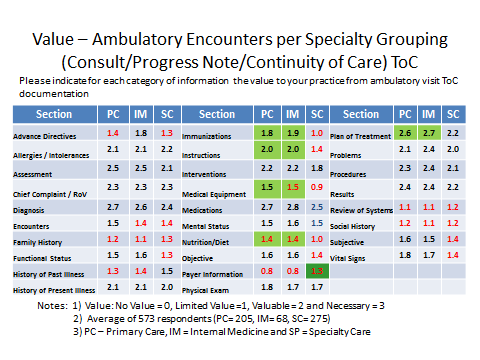 Value – Ambulatory Encounters per Specialty Grouping
(Consult/Progress Note/Continuity of Care) ToC
Please indicate for each category of information the value to your practice from ambulatory visit ToC
documentation
Section PC IM SC Section PC IM SC Section PC IM SC
Advance Directives 1.4 1.8 1.3 Immunizations 1.8 1.9 1.0 Plan of Treatment 2.6 2.7 2.2
Allergies / Intolerances 2.1 2.1 2.2 Instructions 2.0 2.0 1.4 Problems 2.1 2.4 2.0
Assessment 2.5 2.5 2.1 Interventions 2.2 2.2 1.8 Procedures 2.3 2.4 2.1
Chief Complaint / RoV 2.3 2.3 2.3 Medical Equipment 1.5 1.5 0.9 Results 2.4 2.4 2.2
Diagnosis 2.7 2.6 2.4 Medications 2.7 2.8 2.5 Review of Systems 1.1 1.1 1.2
Encounters 1.5 1.4 1.4 Mental Status 1.5 1.6 1.5 Social History 1.2 1.1 1.2
Family History 1.2 1.1 1.3 Nutrition/Diet 1.4 1.4 1.0 Subjective 1.6 1.5 1.4
Functional Status 1.5 1.6 1.3 Objective 1.6 1.6 1.4 Vital Signs 1.8 1.7 1.4
History of Past Illness 1.3 1.4 1.5 Payer Information 0.8 0.8 1.3
History of Present Illness 2.1 2.1 2.0 Physical Exam 1.8 1.7 1.7
Notes: 1) Value: No Value = 0, Limited Value =1, Valuable = 2 and Necessary = 3
2) Average of 573 respondents (PC= 205, IM= 68, SC= 275)
3) PC – Primary Care, IM = Internal Medicine and SP = Specialty Care